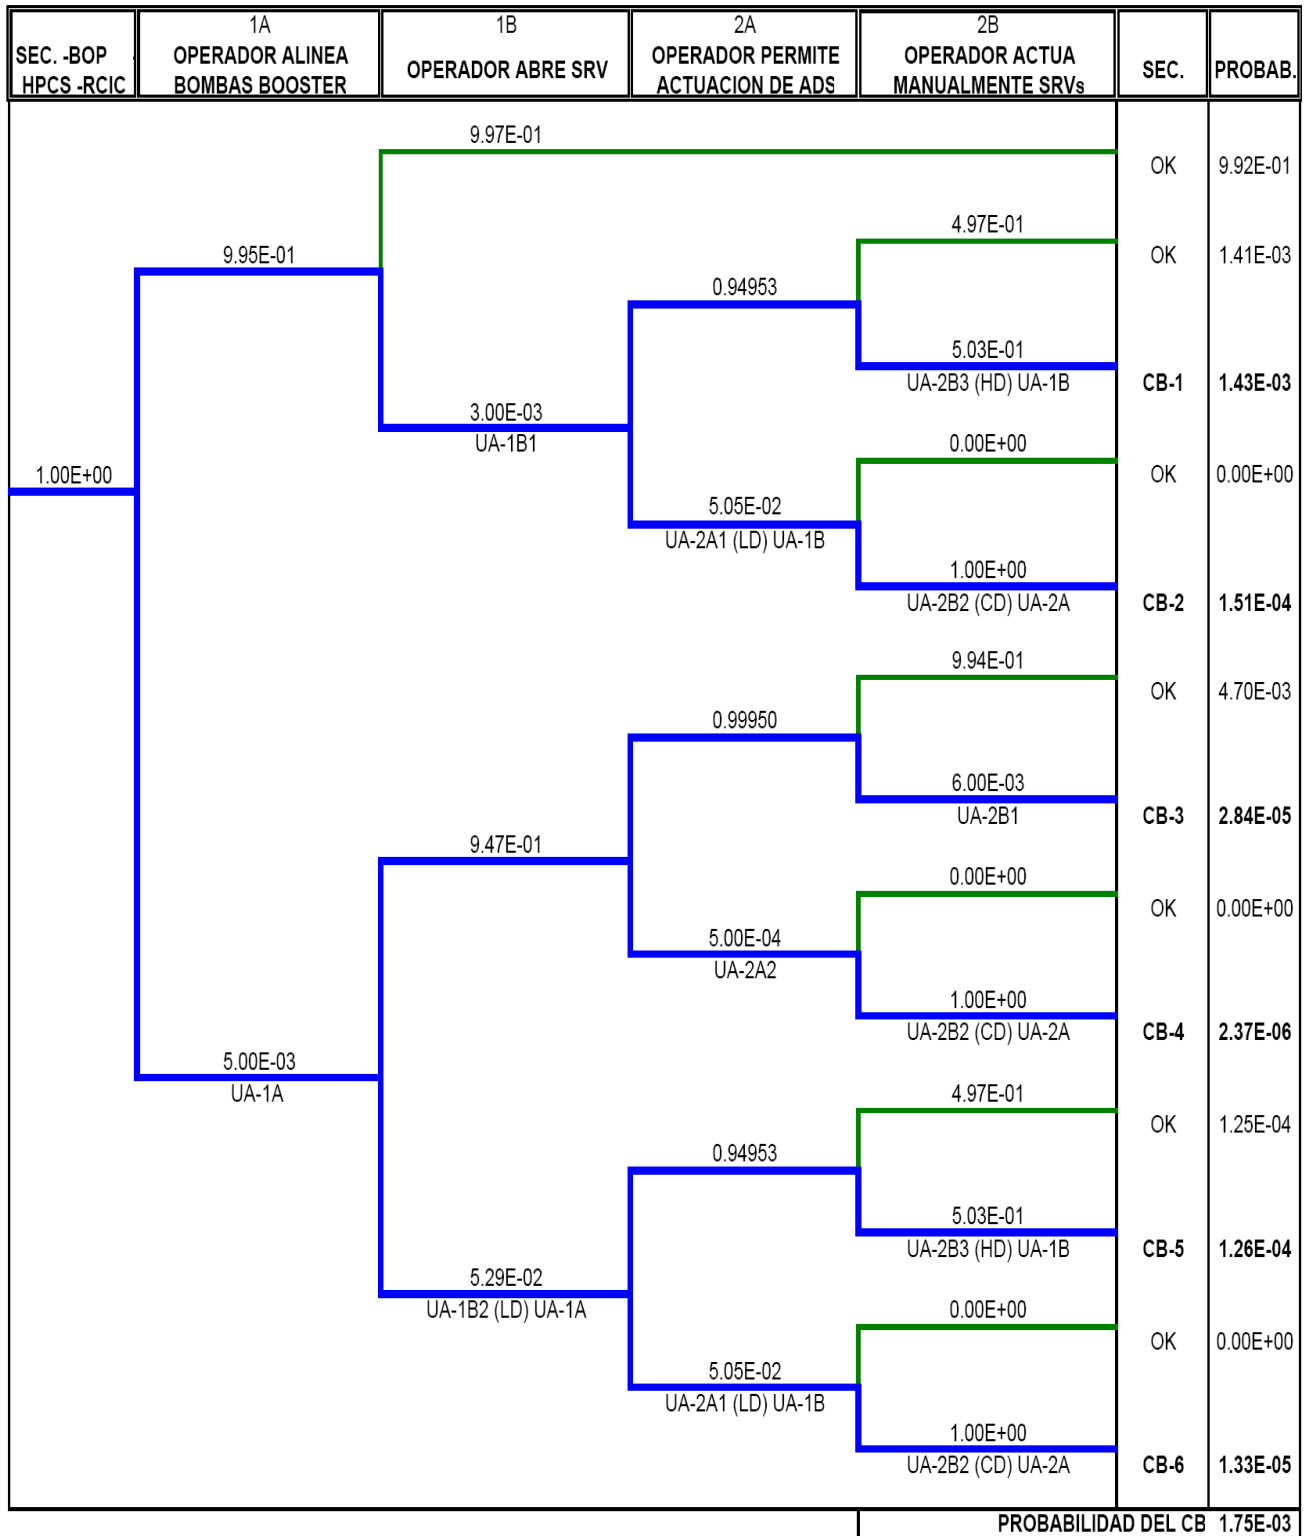 1A
1B
2A
2B
SEC. -BOP
HPCS -RCIC
OPERADOR ALINEA
BOMBAS BOOSTER
OPERADOR ABRE SRV
OPERADOR PERMITE
ACTUACION DE ADS
OPERADOR ACTUA
MANUALMENTE SRVs
SEC.
PROBAB.
9.97E-01
OK
9.92E-01
4.97E-01
9.95E-01
OK
1.41E-03
0.94953
5.03E-01
UA-2B3 (HD) UA-1B
CB-1
1.43E-03
3.00E-03
UA-1B1
0.00E+00
1.00E+00
OK
0.00E+00
5.05E-02
UA-2A1 (LD) UA-1B
1.00E+00
UA-2B2 (CD) UA-2A
CB-2
1.51E-04
9.94E-01
OK
4.70E-03
0.99950
6.00E-03
UA-2B1
CB-3
2.84E-05
9.47E-01
0.00E+00
OK
0.00E+00
5.00E-04
UA-2A2
1.00E+00
UA-2B2 (CD) UA-2A
CB-4
2.37E-06
5.00E-03
UA-1A
4.97E-01
OK
1.25E-04
0.94953
5.03E-01
UA-2B3 (HD) UA-1B
CB-5
1.26E-04
5.29E-02
UA-1B2 (LD) UA-1A
0.00E+00
OK
0.00E+00
5.05E-02
UA-2A1 (LD) UA-1B
1.00E+00
UA-2B2 (CD) UA-2A
CB-6
1.33E-05
PROBABILIDAD DEL CB 1.75E-03